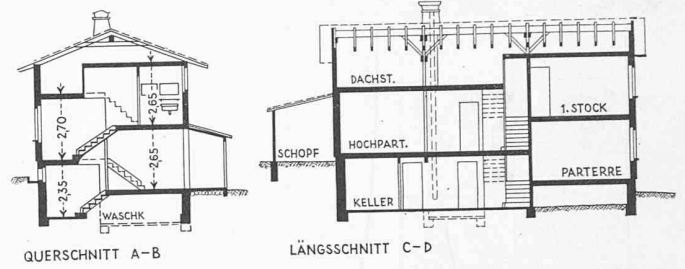 2,65
2,70
2,65
2,35
WASCHK
QUERSCHNITT A-B
DACHST.
1. STOCK
HOCHPART.
SCHOPF
PARTERRE
KELLER
LÄNGSSCHNITT C-D